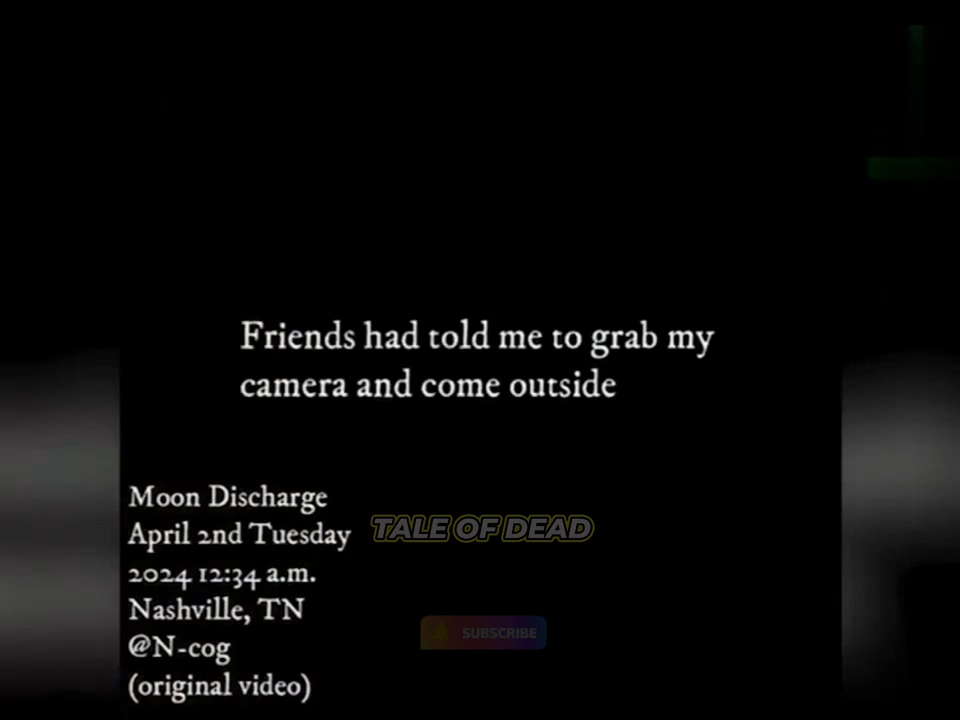 Friends had told me to grab my
camera and come outside
Moon Discharge
April 2nd Tuesday
2024 12:34 a.m.
Nashville, TN
@N-cog
(original video)
TALE OF DEAD
SUBSCRIBE